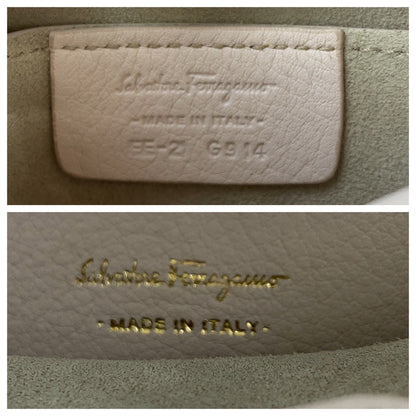 Salvatore Ferragamo
-MADE IN ITALY-
EE-21 G914
Salvatore Ferragamo
-MADE IN ITALY-